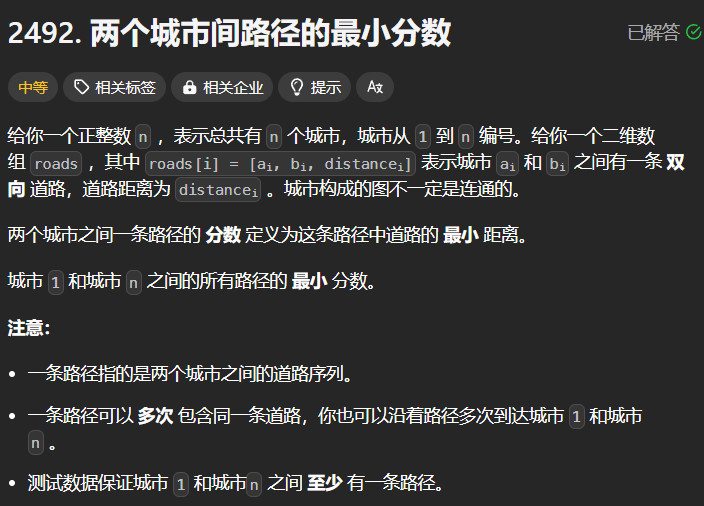 2492. 两个城市间路径的最小分数
已解答
中等 相关标签 相关企业 提示
给你一个正整数 n ，表示总共有 n 个城市，城市从 1 到 n 编号。给你一个二维数
组 roads ，其中 roads[i] = [aᵢ, bᵢ, distanceᵢ] 表示城市 aᵢ 和 bᵢ 之间有一条 双
向 道路，道路距离为 distanceᵢ 。城市构成的图不一定是连通的。
两个城市之间一条路径的 分数 定义为这条路径中道路的 最小 距离。
城市 1 和城市 n 之间的所有路径的 最小 分数。
注意：
• 一条路径指的是两个城市之间的道路序列。
• 一条路径可以 多次 包含同一条道路，你也可以沿着路径多次到达城市 1 和城市
n 。
• 测试数据保证城市 1 和城市n 之间 至少 有一条路径。